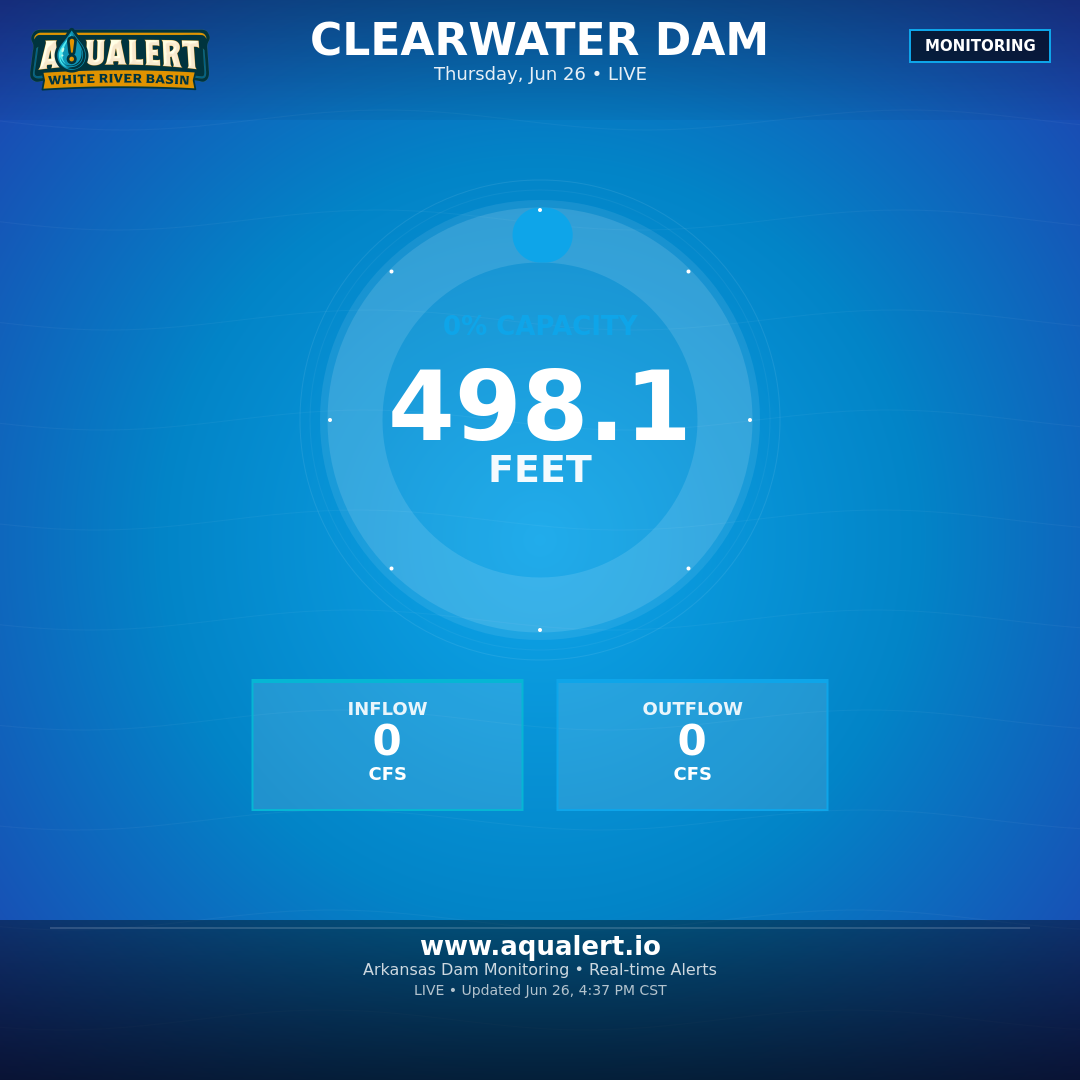 AQUALERT
WHITE RIVER BASIN
CLEARWATER DAM
Thursday, Jun 26 • LIVE
MONITORING
0% CAPACITY
498.1
FEET
INFLOW
0
CFS
OUTFLOW
0
CFS
www.aqualert.io
Arkansas Dam Monitoring • Real-time Alerts
LIVE • Updated Jun 26, 4:37 PM CST